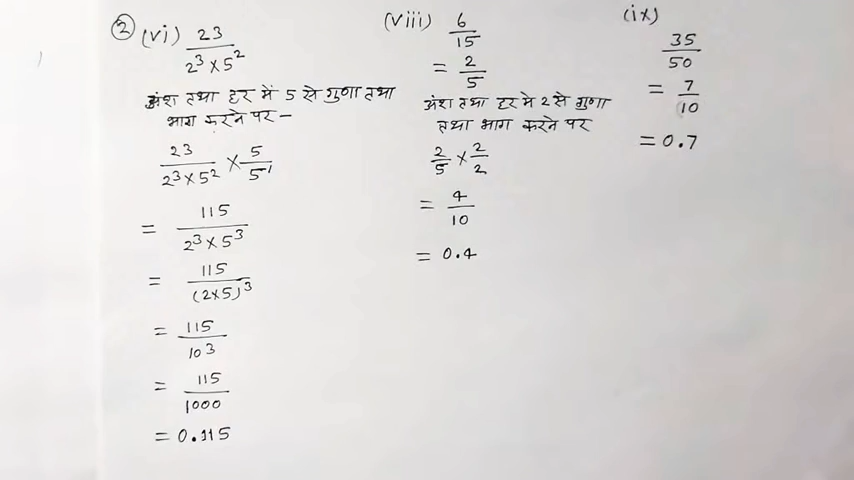 ② (vi) 23/(2³×5²)
अंश तथा हर में 5 से गुणा तथा
भाग करने पर –
23/(2³×5²) × 5/5¹
= 115/(2³×5³)
= 115/(2×5)³
= 115/10³
= 115/1000
= 0.115
(viii) 6/15
= 2/5
अंश तथा हर मे 2 से गुणा
तथा भाग करने पर
2/5 × 2/2
= 4/10
= 0.4
(ix)
35/50
= 7/10
= 0.7